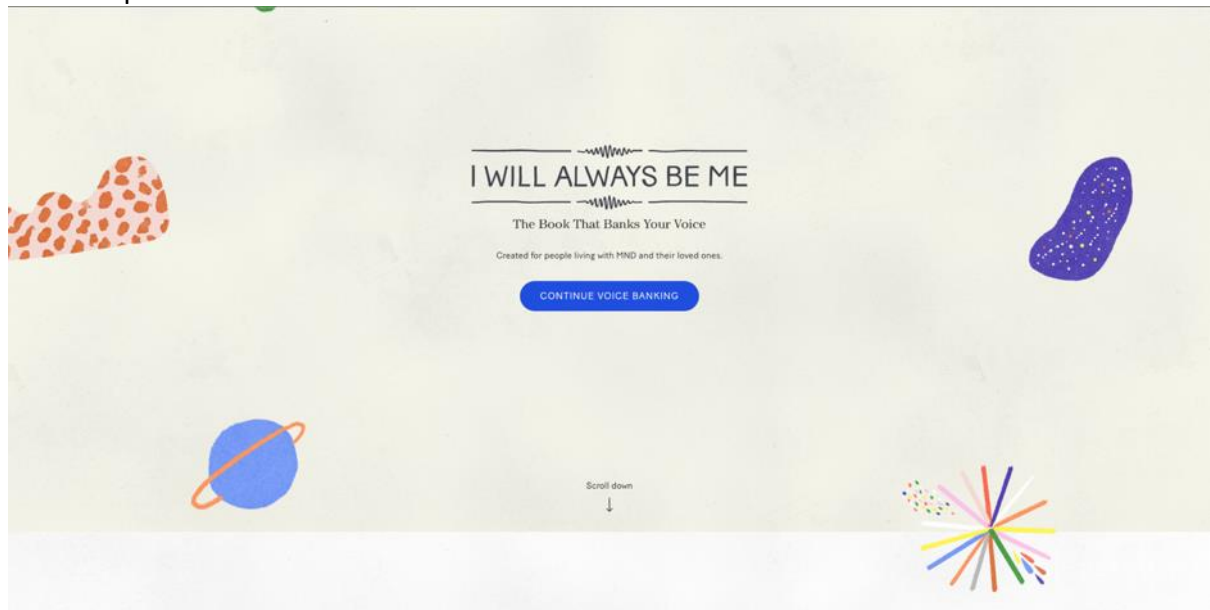 I WILL ALWAYS BE ME
The Book That Banks Your Voice
Created for people living with MND and their loved ones.
CONTINUE VOICE BANKING
Scroll down